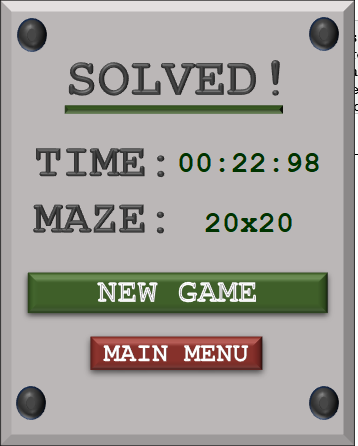 SOLVED!
TIME: 00:22:98
MAZE: 20x20
NEW GAME
MAIN MENU